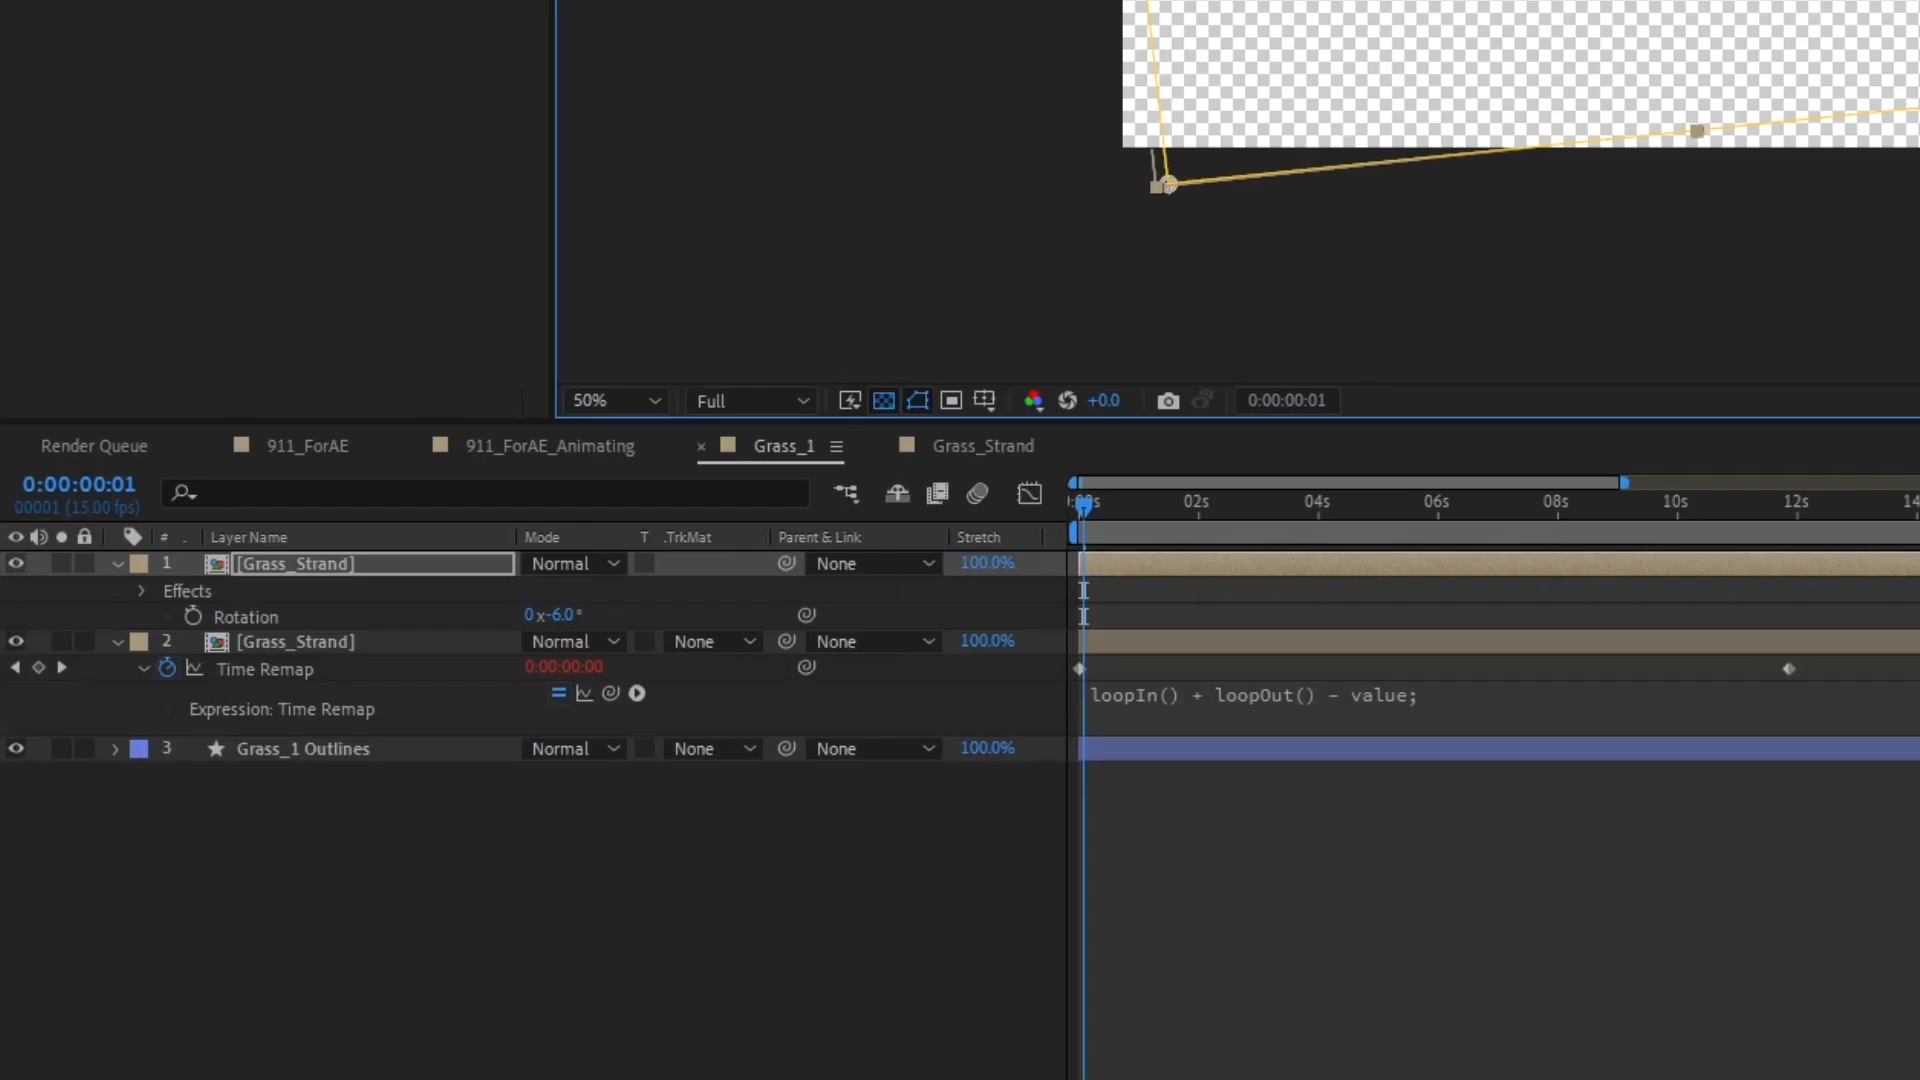 50% Full +0.0 0:00:00:01
Render Queue 911_ForAE 911_ForAE_Animating × Grass_1 Grass_Strand
0:00:00:01
00001 (15.00 fps)
02s 04s 06s 08s 10s 12s 14
# . Layer Name Mode T .TrkMat Parent & Link Stretch
1 [Grass_Strand] Normal None 100.0%
Effects
Rotation 0x-6.0°
2 [Grass_Strand] Normal None None 100.0%
Time Remap 0:00:00:00
loopIn() + loopOut() - value;
Expression: Time Remap
3 Grass_1 Outlines Normal None None 100.0%